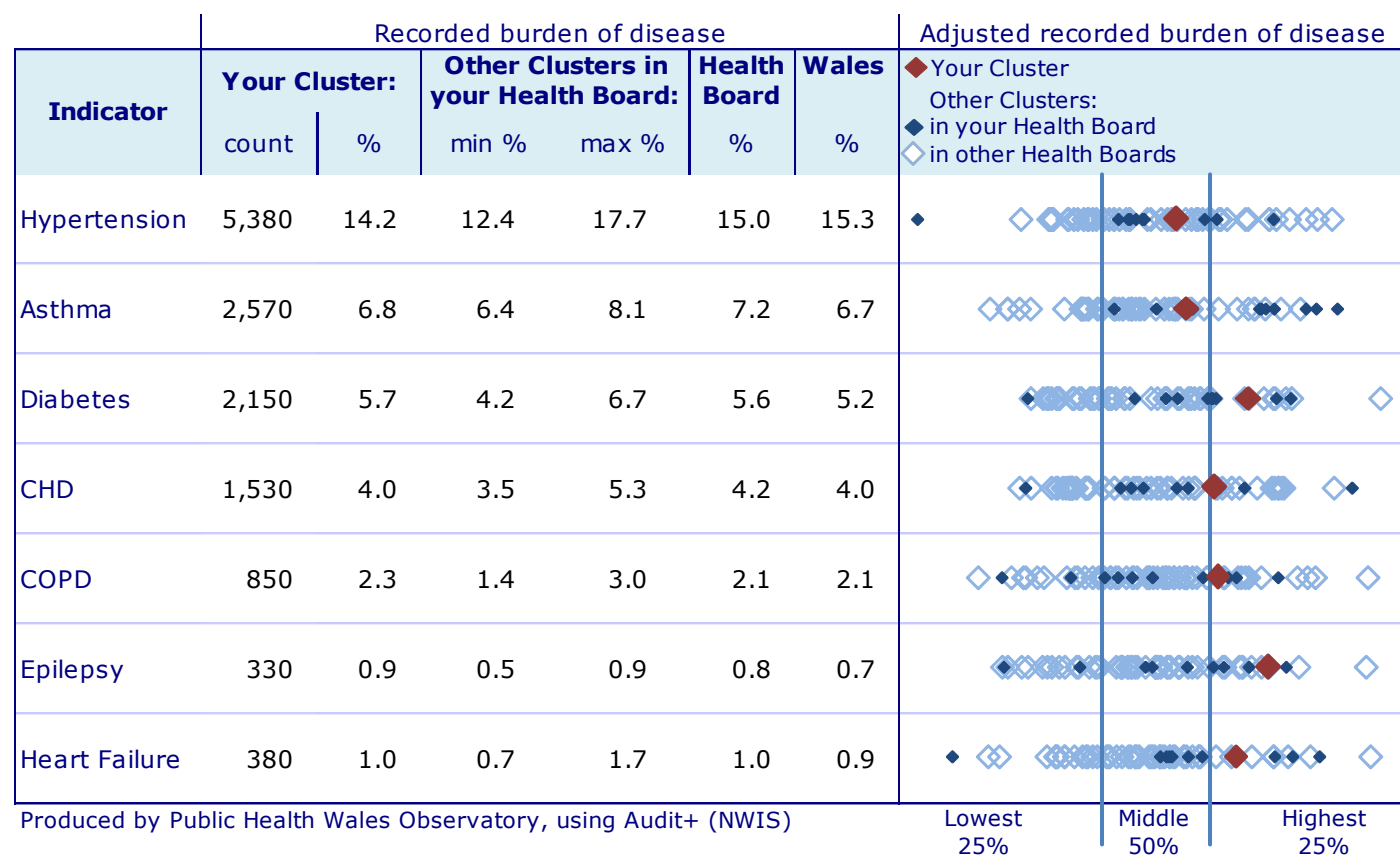 Recorded burden of disease
Adjusted recorded burden of disease
Indicator
Your Cluster:
Other Clusters in
your Health Board:
Health
Board
Wales
count % min % max % % %
Your Cluster
Other Clusters:
in your Health Board
in other Health Boards
Hypertension 5,380 14.2 12.4 17.7 15.0 15.3
Asthma 2,570 6.8 6.4 8.1 7.2 6.7
Diabetes 2,150 5.7 4.2 6.7 5.6 5.2
CHD 1,530 4.0 3.5 5.3 4.2 4.0
COPD 850 2.3 1.4 3.0 2.1 2.1
Epilepsy 330 0.9 0.5 0.9 0.8 0.7
Heart Failure 380 1.0 0.7 1.7 1.0 0.9
Produced by Public Health Wales Observatory, using Audit+ (NWIS)
Lowest
25%
Middle
50%
Highest
25%